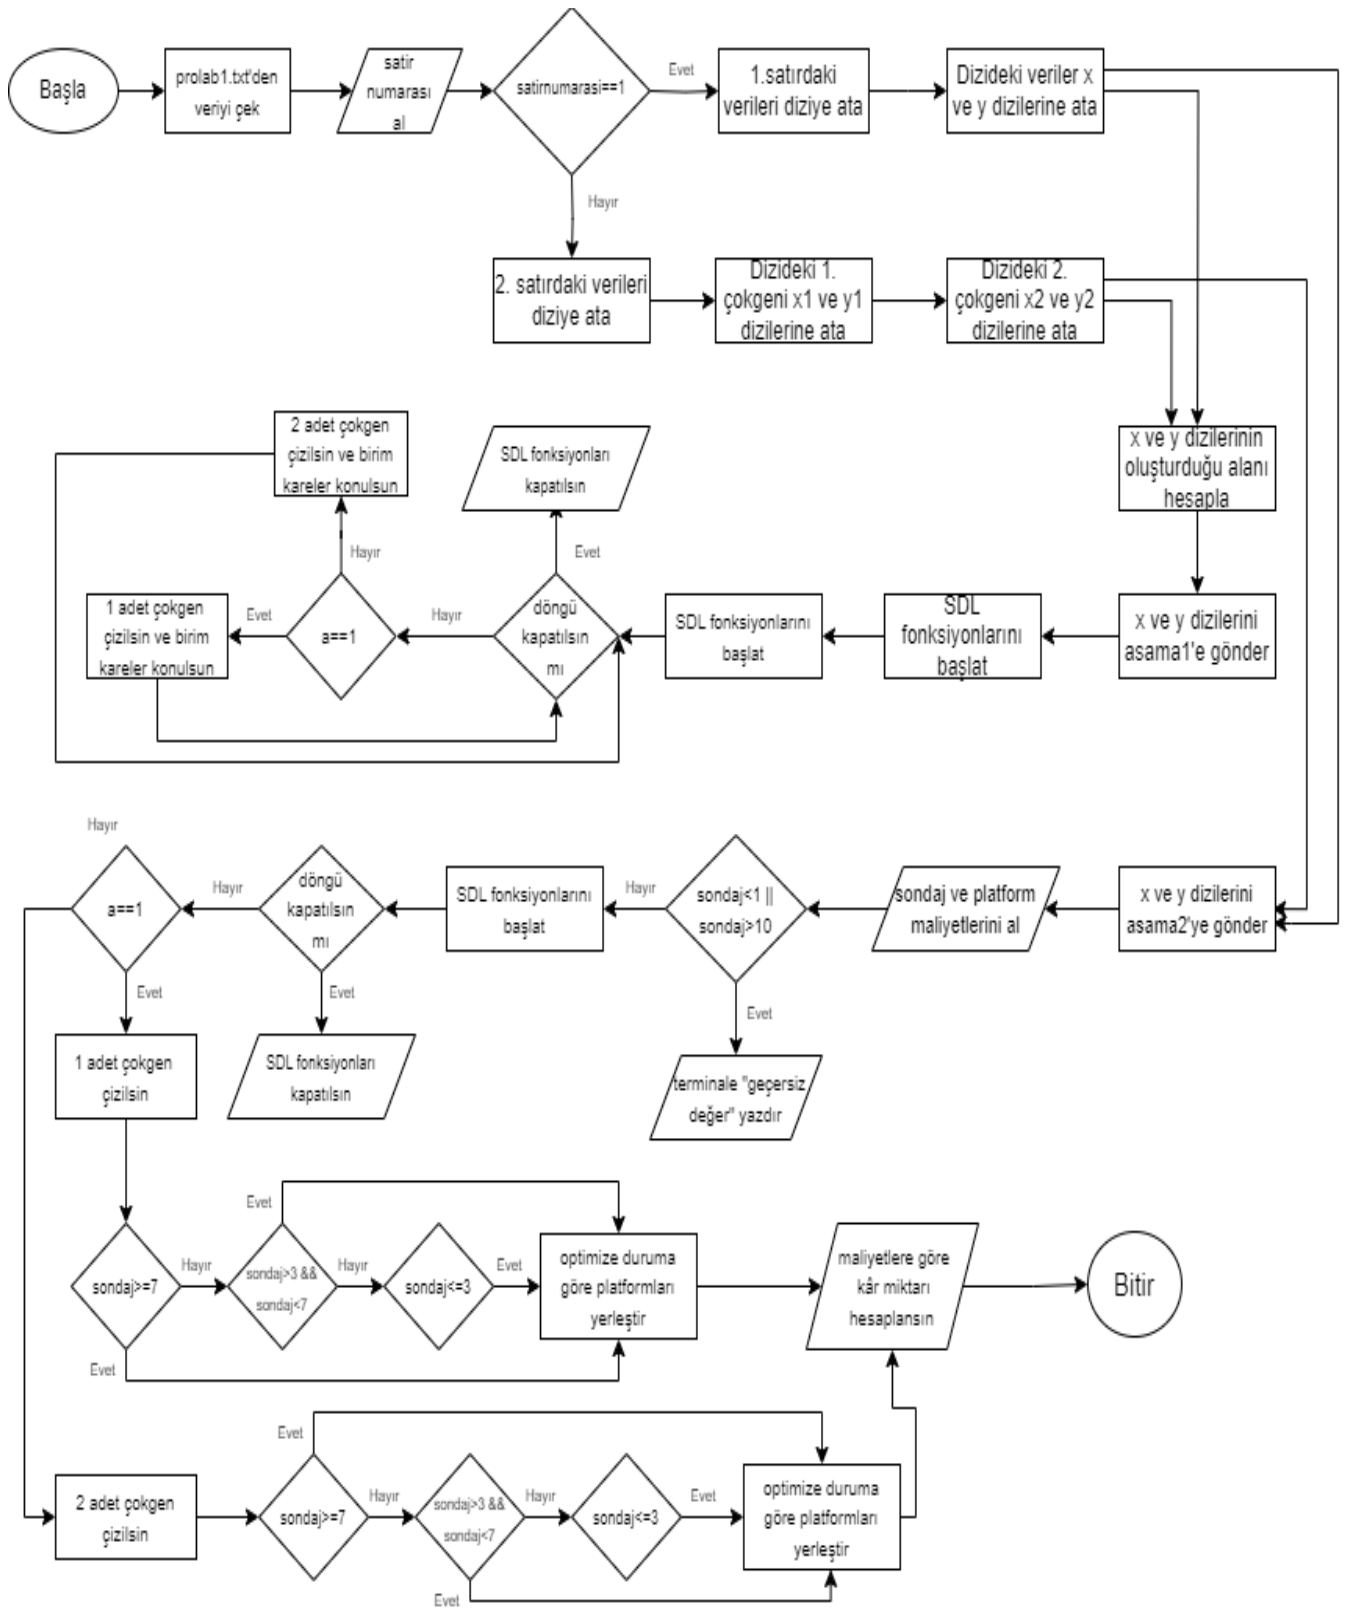 Başla
prolab1.txt'den
veriyi çek
satir
numarası
al
satirnumarasi==1
Evet
1.satırdaki
verileri diziye ata
Dizideki veriler x
ve y dizilerine ata
Hayır
2. satırdaki verileri
diziye ata
Dizideki 1.
çokgeni x1 ve y1
dizilerine ata
Dizideki 2.
çokgeni x2 ve y2
dizilerine ata
x ve y dizilerinin
oluşturduğu alanı
hesapla
x ve y dizilerini
asama1'e gönder
SDL
fonksiyonlarını
başlat
SDL fonksiyonlarını
başlat
döngü
kapatılsın
mı
Evet
SDL fonksiyonları
kapatılsın
Hayır
a==1
Hayır
2 adet çokgen
çizilsin ve birim
kareler konulsun
Evet
1 adet çokgen
çizilsin ve birim
kareler konulsun
x ve y dizilerini
asama2'ye gönder
sondaj ve platform
maliyetlerini al
sondaj<1 ||
sondaj>10
Evet
terminale "geçersiz
değer" yazdır
Hayır
SDL fonksiyonlarını
başlat
döngü
kapatılsın
mı
Evet
SDL fonksiyonları
kapatılsın
Hayır
a==1
Hayır
Evet
1 adet çokgen
çizilsin
sondaj>=7
Hayır
Evet
sondaj>3 &&
sondaj<7
Evet
Hayır
sondaj<=3
Evet
optimize duruma
göre platformları
yerleştir
maliyetlere göre
kâr miktarı
hesaplansın
Bitir
2 adet çokgen
çizilsin
sondaj>=7
Evet
Hayır
sondaj>3 &&
sondaj<7
Evet
Hayır
sondaj<=3
Evet
optimize duruma
göre platformları
yerleştir